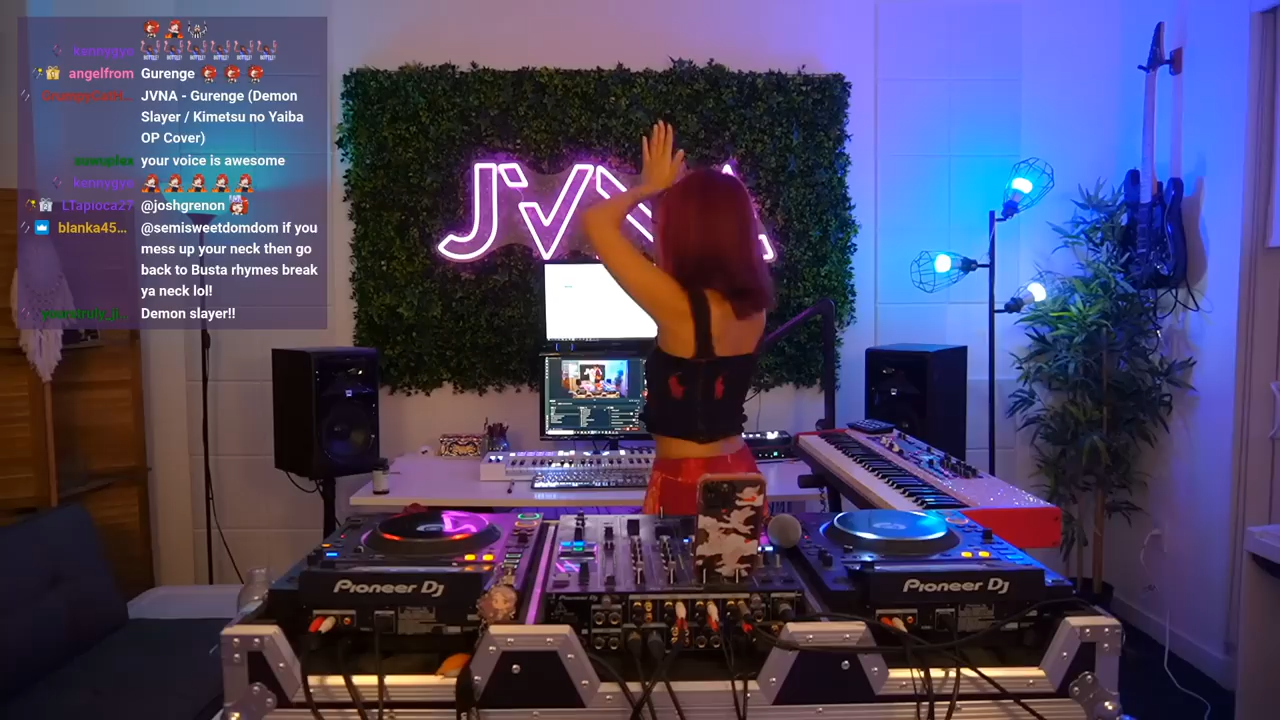 kennygyu
angelfrom Gurenge
JVNA - Gurenge (Demon
Slayer / Kimetsu no Yaiba
OP Cover)
your voice is awesome
kennygyu
LTapioca27 @joshgrenon
blanka45... @semisweetdomdom if you
mess up your neck then go
back to Busta rhymes break
ya neck lol!
Demon slayer!!
JVNA
Pioneer DJ
Pioneer DJ